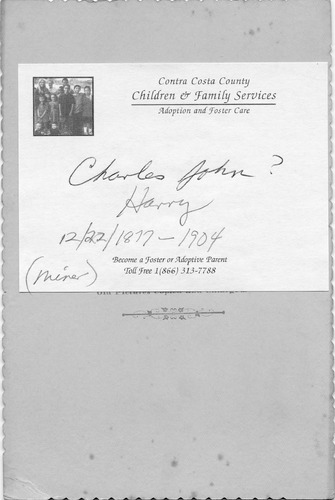 Contra Costa County
Children & Family Services
Adoption and Foster Care
Charles John ?
Harry
12/22/1877 – 1904
Become a Foster or Adoptive Parent
(Miner)
Toll Free 1(866) 313-7788